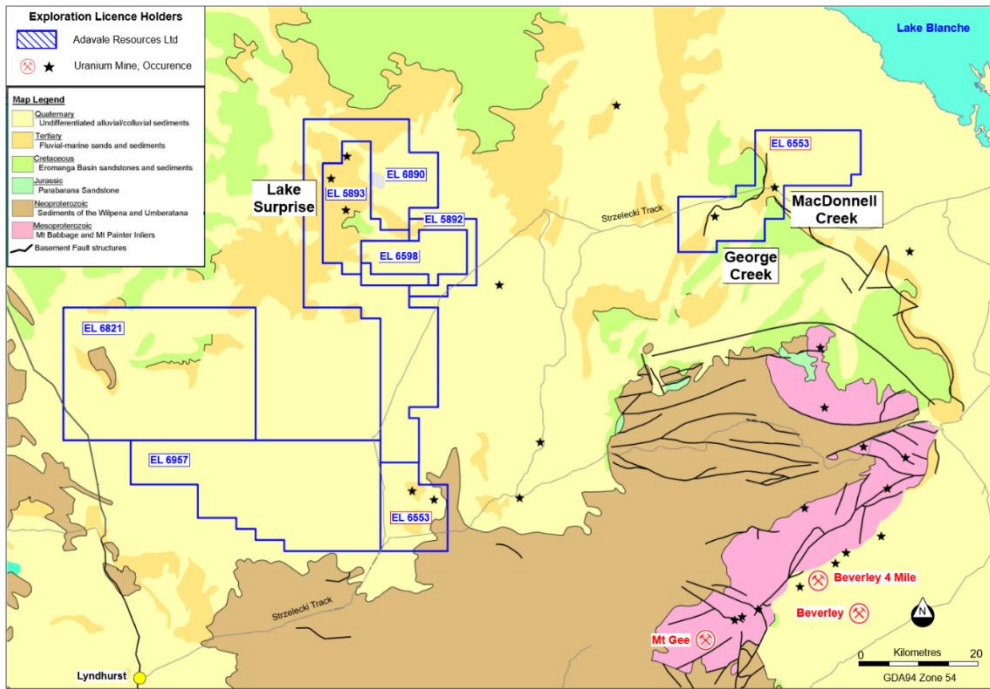 Exploration Licence Holders
Adavale Resources Ltd
Uranium Mine, Occurence
Map Legend
Quaternary
Undifferentiated alluvial/colluvial sediments
Tertiary
Fluvial-marine sands and sediments
Cretaceous
Eromanga Basin sandstones and sediments
Jurassic
Parabarana Sandstone
Neoproterozoic
Sediments of the Wilpena and Umberatana
Mesoproterozoic
Mt Babbage and Mt Painter Inliers
Basement Fault structures
Lake Blanche
EL 6553
EL 6890
EL 5893
Lake
Surprise
EL 5892
EL 6598
Strzelecki Track
MacDonnell
Creek
George
Creek
EL 6821
EL 6957
EL 6553
Strzelecki Track
Beverley 4 Mile
Beverley
Mt Gee
Lyndhurst
N
Kilometres
0 20
GDA94 Zone 54